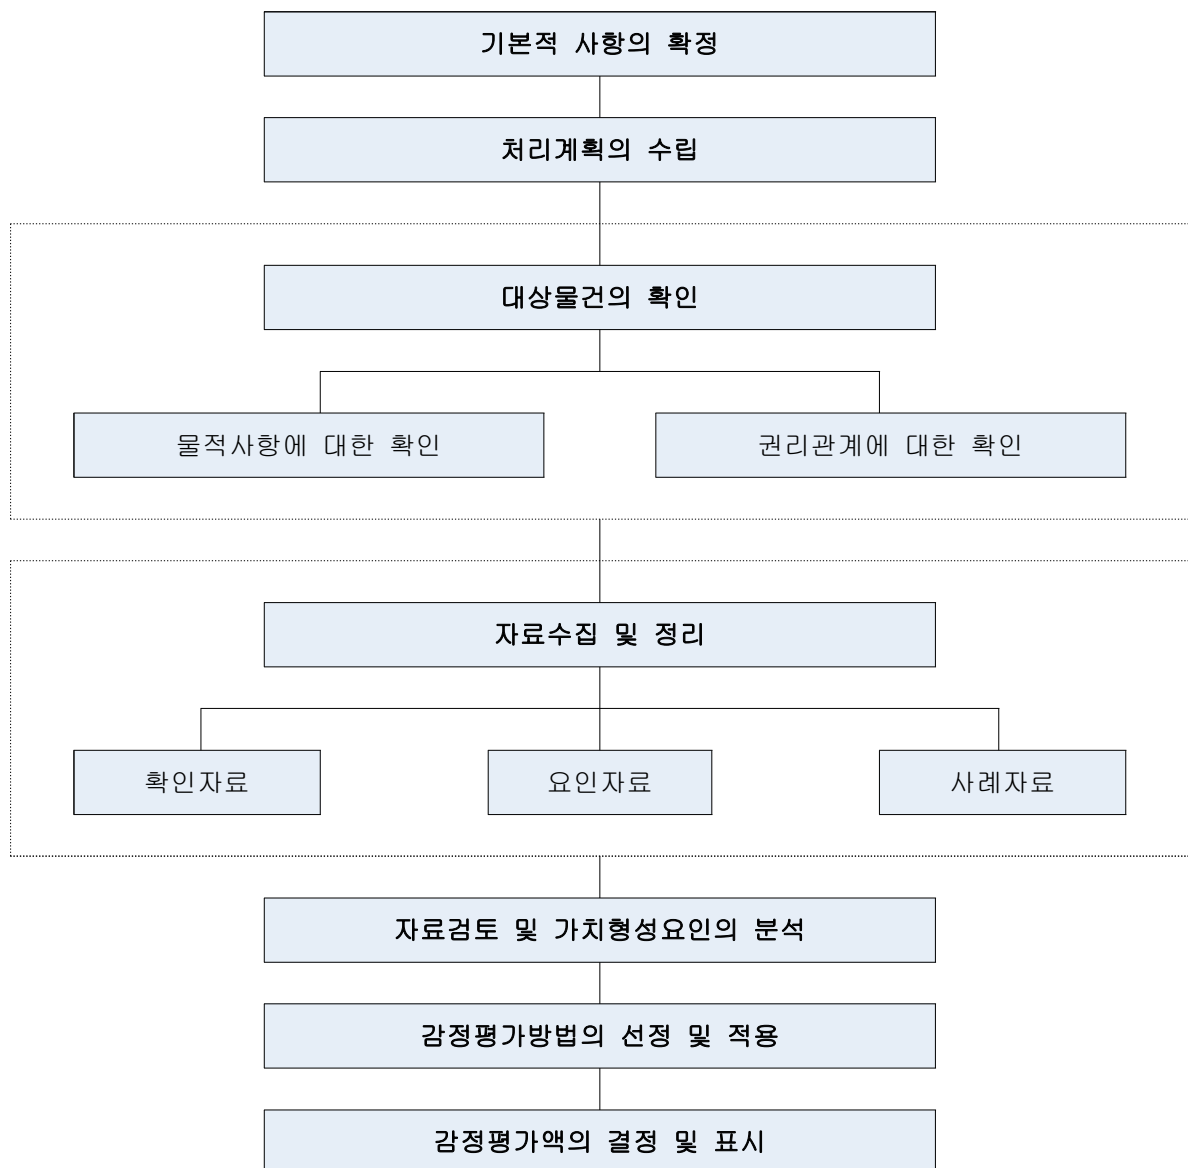 기본적 사항의 확정
처리계획의 수립
대상물건의 확인
물적사항에 대한 확인
권리관계에 대한 확인
자료수집 및 정리
확인자료
요인자료
사례자료
자료검토 및 가치형성요인의 분석
감정평가방법의 선정 및 적용
감정평가액의 결정 및 표시